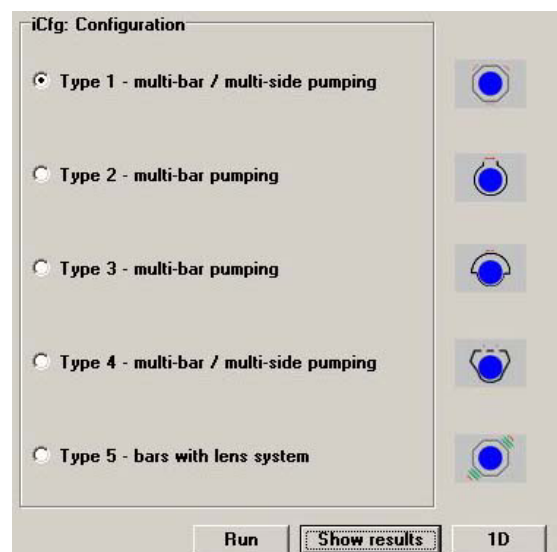 iCfg: Configuration
Type 1 - multi-bar / multi-side pumping
Type 2 - multi-bar pumping
Type 3 - multi-bar pumping
Type 4 - multi-bar / multi-side pumping
Type 5 - bars with lens system
Run Show results 1D